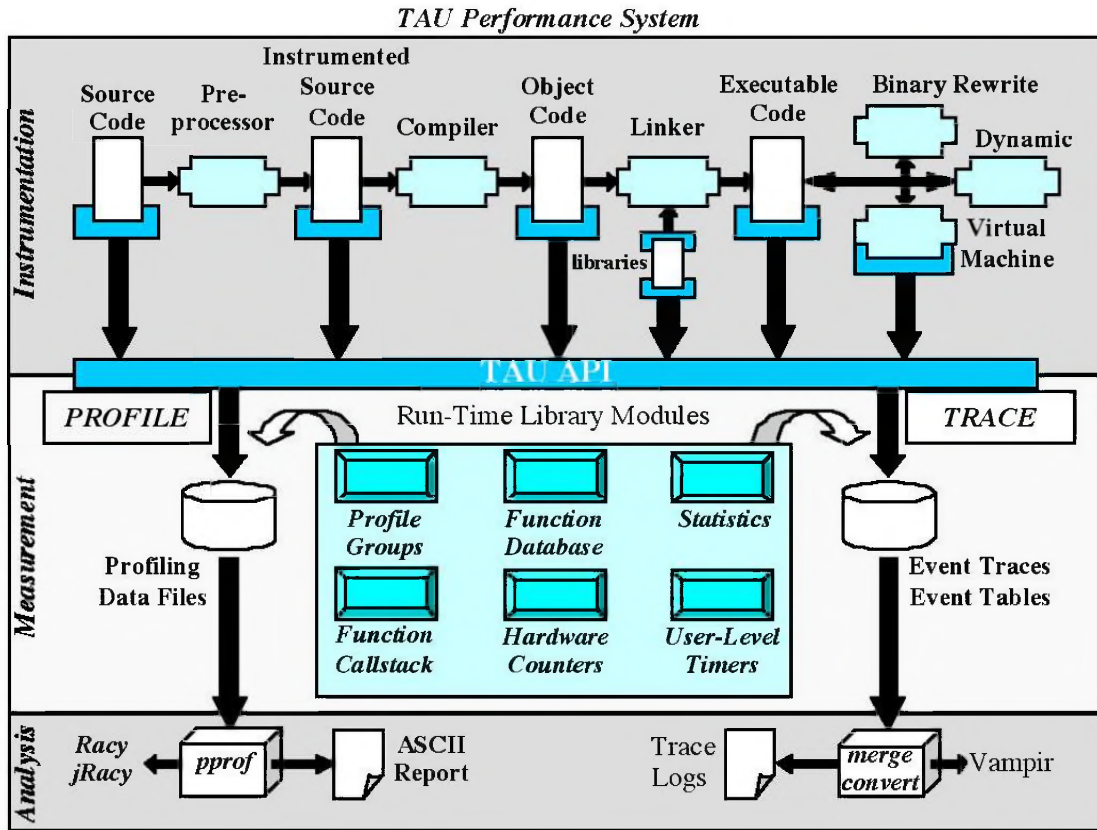 TAU Performance System
Instrumentation
Source
Code
Pre-
processor
Instrumented
Source
Code
Compiler
Object
Code
Linker
Executable
Code
Binary Rewrite
Dynamic
libraries
Virtual
Machine
TAU API
Measurement
PROFILE
Run-Time Library Modules
TRACE
Profile
Groups
Function
Database
Statistics
Profiling
Data Files
Event Traces
Event Tables
Function
Callstack
Hardware
Counters
User-Level
Timers
Analysis
Racy
jRacy
pprof
ASCII
Report
Trace
Logs
merge
convert
Vampir